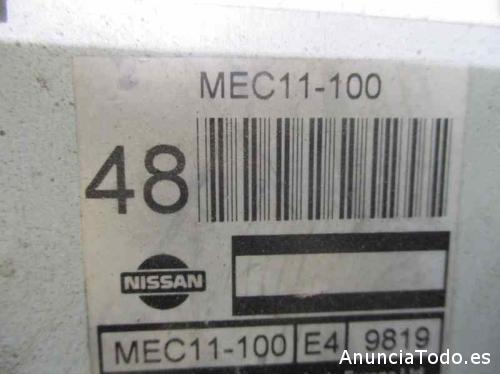 MEC11-100
48
NISSAN
MEC11-100 E4 9819
AnunciaTodo.es